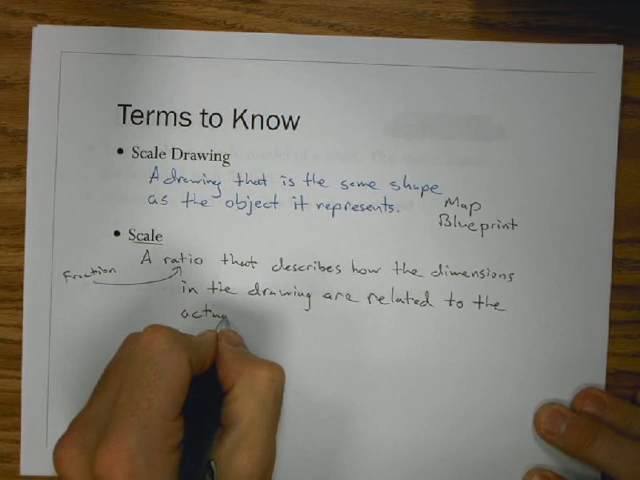 Terms to Know
• Scale Drawing
A drawing that is the same shape
as the object it represents.
Map
Blueprint
• Scale
A ratio that describes how the dimensions
Fraction
in the drawing are related to the
actu